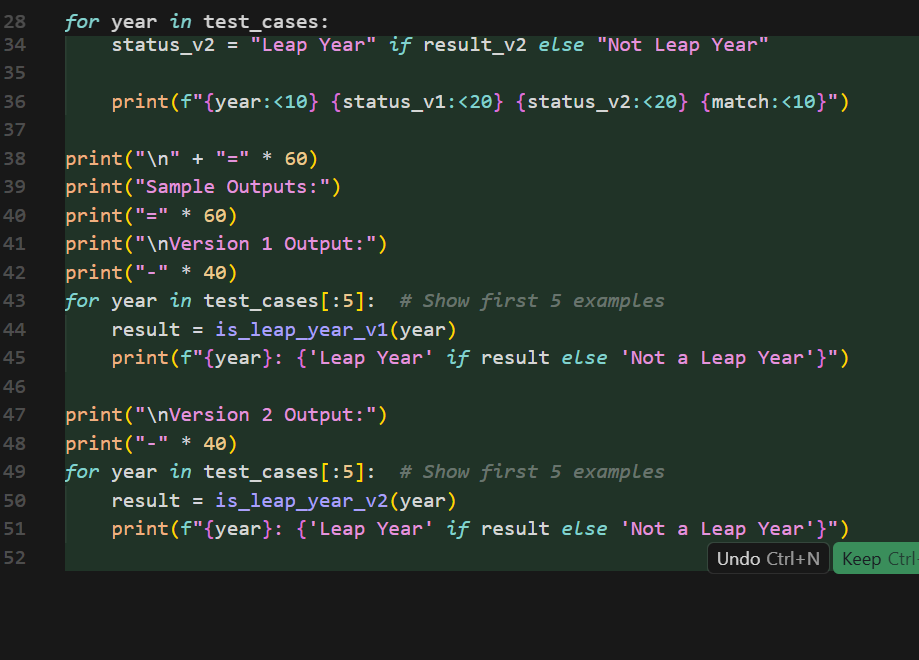 28 for year in test_cases:
34     status_v2 = "Leap Year" if result_v2 else "Not Leap Year"
35
36     print(f"{year:<10} {status_v1:<20} {status_v2:<20} {match:<10}")
37
38 print("\n" + "=" * 60)
39 print("Sample Outputs:")
40 print("=" * 60)
41 print("\nVersion 1 Output:")
42 print("-" * 40)
43 for year in test_cases[:5]:  # Show first 5 examples
44     result = is_leap_year_v1(year)
45     print(f"{year}: {'Leap Year' if result else 'Not a Leap Year'}")
46
47 print("\nVersion 2 Output:")
48 print("-" * 40)
49 for year in test_cases[:5]:  # Show first 5 examples
50     result = is_leap_year_v2(year)
51     print(f"{year}: {'Leap Year' if result else 'Not a Leap Year'}")
52
Undo Ctrl+N Keep Ctrl